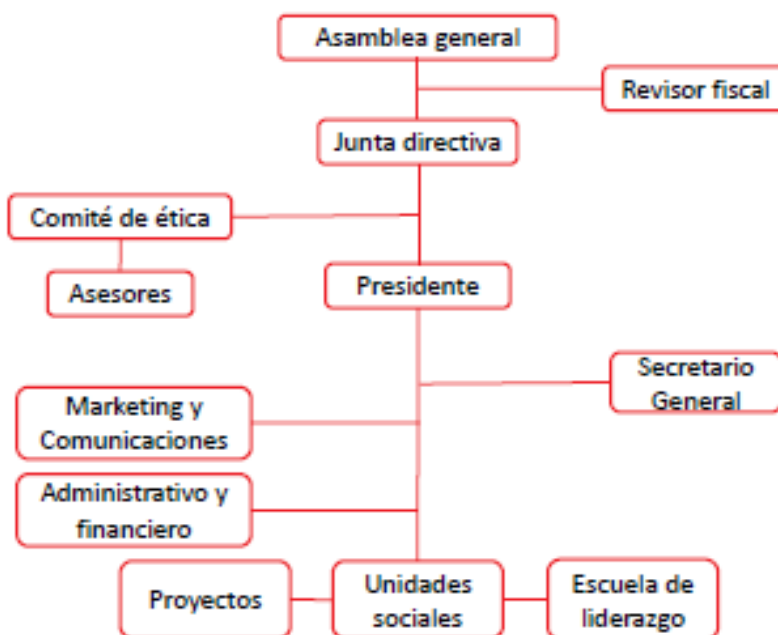 Asamblea general
Revisor fiscal
Junta directiva
Comité de ética
Asesores
Presidente
Secretario
General
Marketing y
Comunicaciones
Administrativo y
financiero
Proyectos
Unidades
sociales
Escuela de
liderazgo